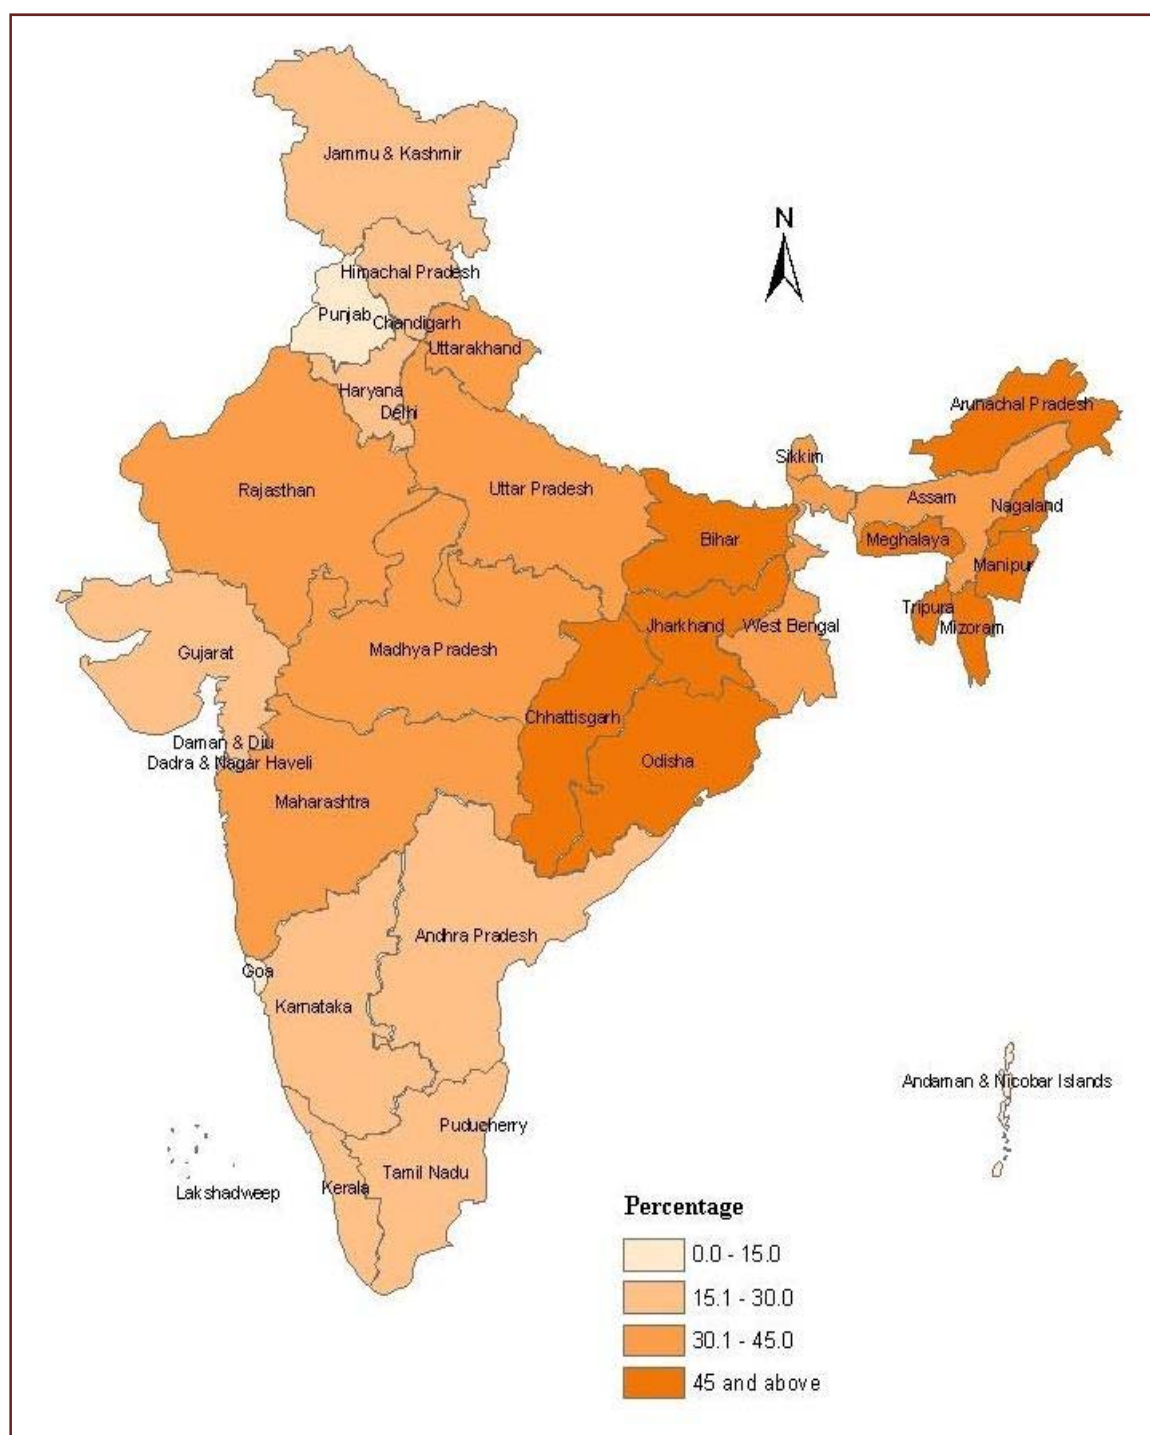 Jammu & Kashmir
N
Himachal Pradesh
Punjab
Chandigarh
Uttarakhand
Haryana
Delhi
Arunachal Pradesh
Sikkim
Rajasthan
Uttar Pradesh
Assam
Nagaland
Bihar
Meghalaya
Manipur
Tripura
Mizoram
Jharkhand
West Bengal
Gujarat
Madhya Pradesh
Chhattisgarh
Daman & Diu
Dadra & Nagar Haveli
Odisha
Maharashtra
Andhra Pradesh
Goa
Karnataka
Andaman & Nicobar Islands
Puducherry
Tamil Nadu
Kerala
Lakshadweep
Percentage
0.0 - 15.0
15.1 - 30.0
30.1 - 45.0
45 and above